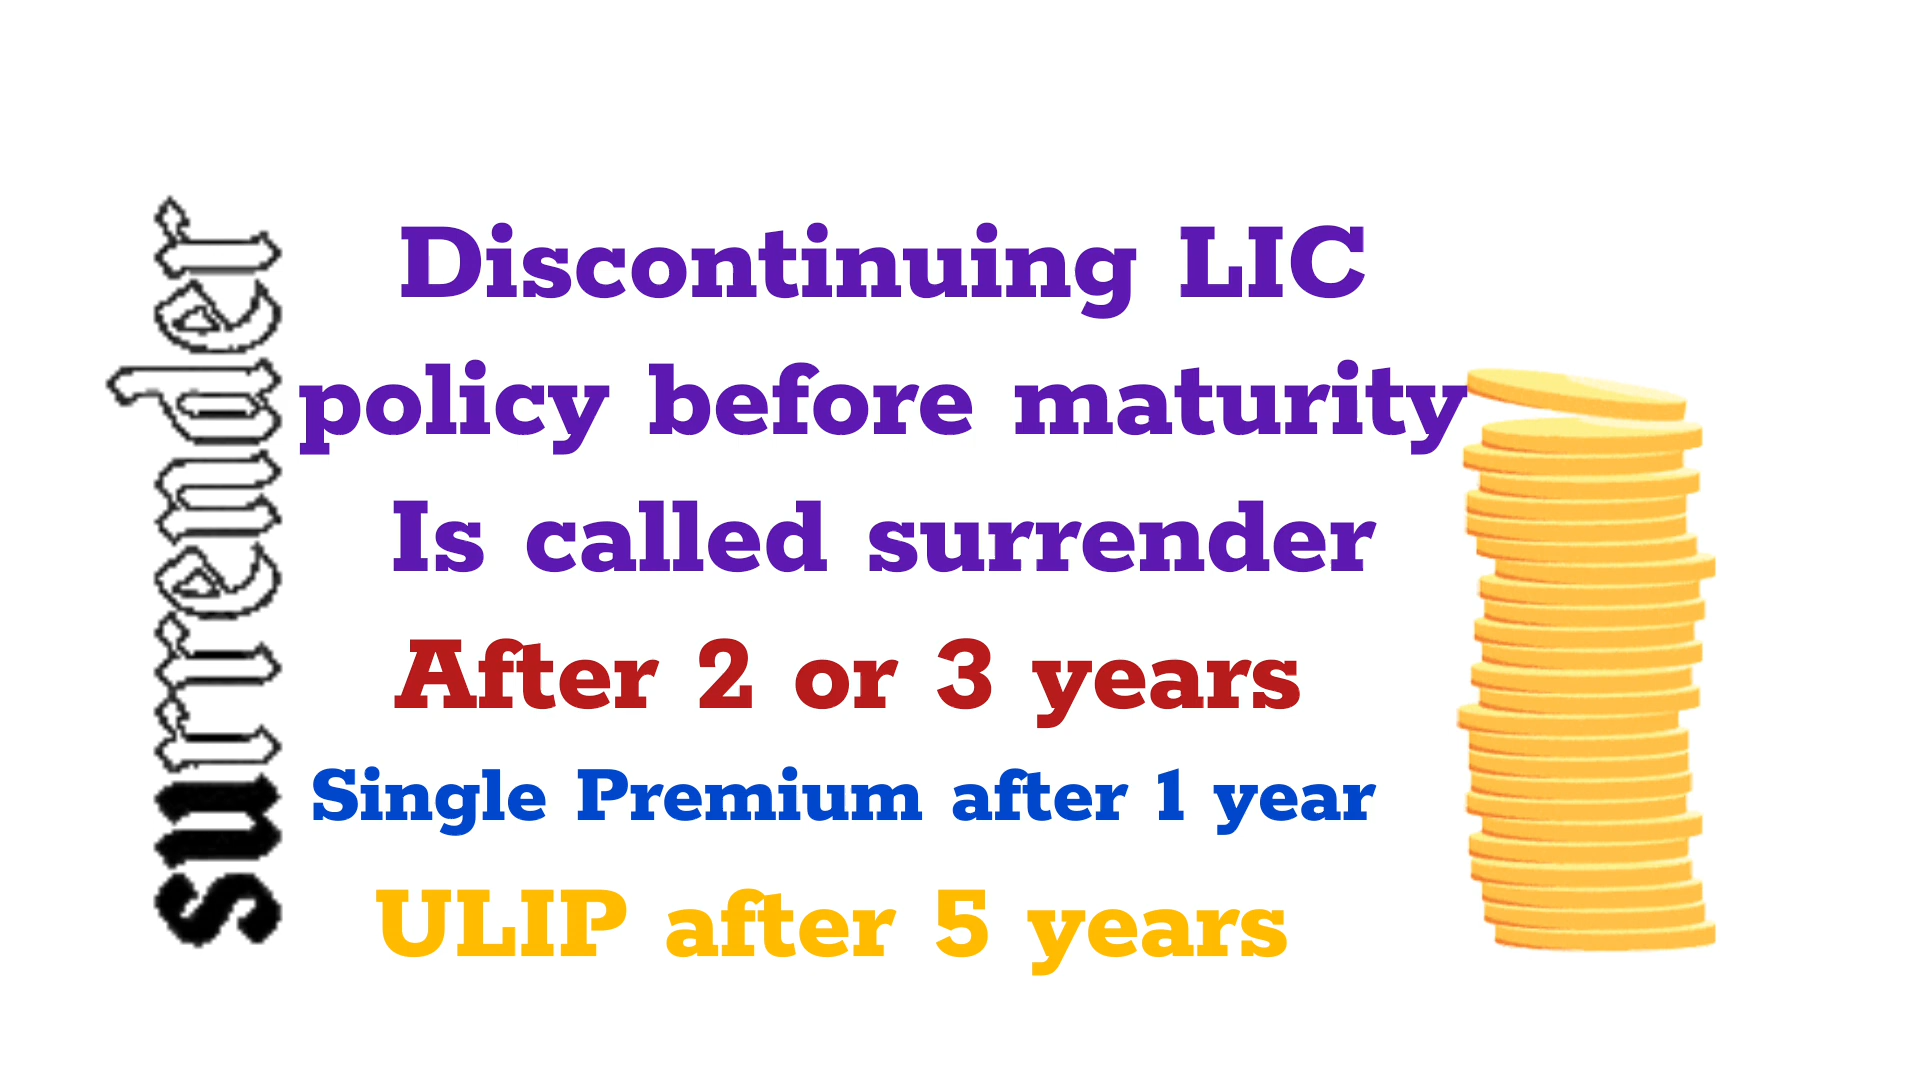 surrender
Discontinuing LIC
policy before maturity
Is called surrender
After 2 or 3 years
Single Premium after 1 year
ULIP after 5 years